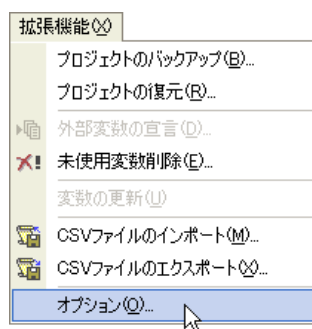 拡張機能(X)
プロジェクトのバックアップ(B)...
プロジェクトの復元(R)...
外部変数の宣言(D)...
未使用変数削除(E)...
変数の更新(U)
CSVファイルのインポート(M)...
CSVファイルのエクスポート(X)...
オプション(O)...